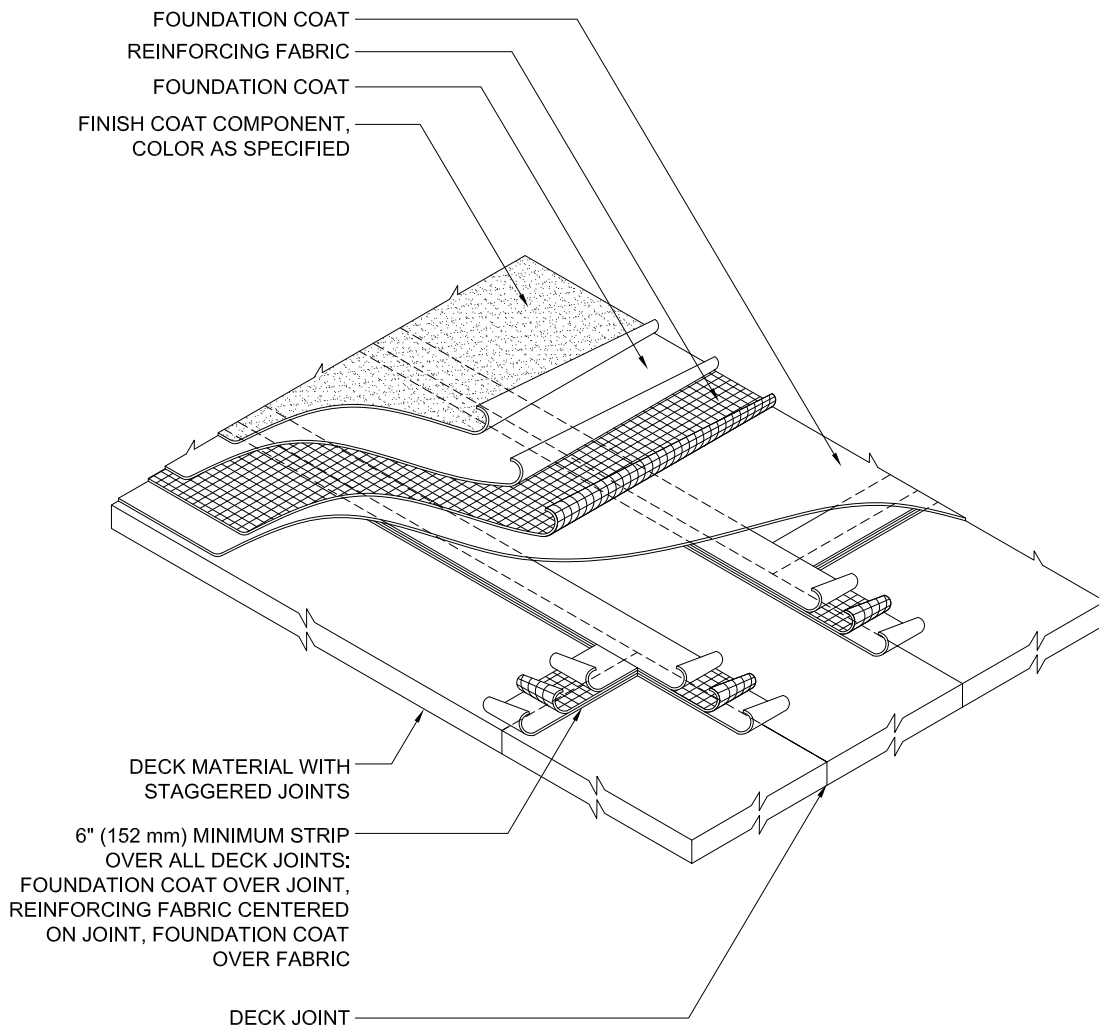 FOUNDATION COAT
REINFORCING FABRIC
FOUNDATION COAT
FINISH COAT COMPONENT,
COLOR AS SPECIFIED
DECK MATERIAL WITH
STAGGERED JOINTS
6" (152 mm) MINIMUM STRIP
OVER ALL DECK JOINTS:
FOUNDATION COAT OVER JOINT,
REINFORCING FABRIC CENTERED
ON JOINT, FOUNDATION COAT
OVER FABRIC
DECK JOINT